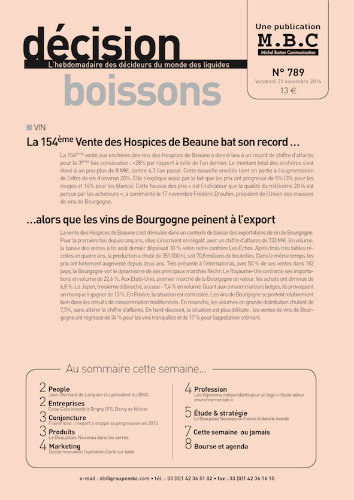 décision
L'hebdomadaire des décideurs du monde des liquides
boissons
Une publication
M.B.C
Michel Burton Communication
N° 789
Vendredi 21 novembre 2014
13 €
VIN
La 154ème Vente des Hospices de Beaune bat son record ...
La 154ème vente aux enchères des vins des Hospices de Beaune a donné lieu à un record de chiffre d'affaires
pour la 3ème fois consécutive : +28% par rapport à celle de l'an dernier. Le montant total des enchères s'est
élevé à un peu plus de 8 M€, contre 6,3 l'an passé. Cette nouvelle envolée tient en partie à l'augmentation
de l'offre de vin d'environ 20%. Elle s'explique aussi par le fait que les prix ont progressé de 5% (3% pour les
rouges et 14% pour les blancs). Cette hausse des prix « est l'indicateur que la qualité du millésime 2014 est
perçue par les acheteurs », a commenté le 17 novembre Frédéric Drouhin, président de l'Union des maisons
de vins de Bourgogne.
...alors que les vins de Bourgogne peinent à l'export
La vente des Hospices de Beaune s'est déroulée dans un contexte de baisse des exportations de vin de Bourgogne.
Pour la première fois depuis cinq ans, elles s'inscrivent en négatif, avec un chiffre d'affaires de 733 M€. En volume,
la baisse des ventes à fin août dernier dépassait 10 % selon notre confrère Les Echos. Après trois très faibles ré-
coltes en quatre ans, la production a chuté de 351 000 hl, soit 70,8 millions de bouteilles. Dans le même temps, les
prix ont fortement augmenté depuis deux ans. Très présente à l'international, avec 50 % de ses ventes dans 182
pays, la Bourgogne voit la dynamique de ses principaux marchés fléchir. Le Royaume-Uni contracte ses importa-
tions en volume de 22,6 %. Aux Etats-Unis, premier marché de la Bourgogne en valeur, les achats ont diminué de
6,8 %. Le Japon, troisième débouché, accuse -7,4 % en volume. Quant aux consommateurs belges, ils provoquent
un manque à gagner de 13 %. En France, la situation est contrastée. Les vins de Bourgogne se portent relativement
bien dans les circuits de consommation traditionnels. En revanche, les volumes en grande distribution chutent de
7,5%, sans altérer le chiffre d'affaires. En hard-discount, la situation est plus délicate : les ventes de vins de Bour-
gogne ont régressé de 34 % pour les vins tranquilles et de 17 % pour l'appellation crémant.
Au sommaire cette semaine...
2 People
Jean-Bernard de Larquier élu président du BNIC
2 Entreprises
Coca-Cola investit à Grigny (91), Bercy se félicite
3 Conjoncture
Filière vins : l'export a stoppé sa progression en 2013
3 Produits
Le Beaujolais Nouveau dans les verres
4 Marketing
Outlet renouvelle l'opération Carte sur table
4 Profession
Les Vignerons indépendants pour un logo « haute valeur
environnementale »
5 Étude & stratégie
Le Beaujolais Nouveau en France et dans le monde
7 Cette semaine ou jamais
8 Bourse et agenda
e-mail : dbl@groupembc.com • tél. : 33 (0)1 42 36 51 02 • fax : 33 (0)1 42 36 16 10